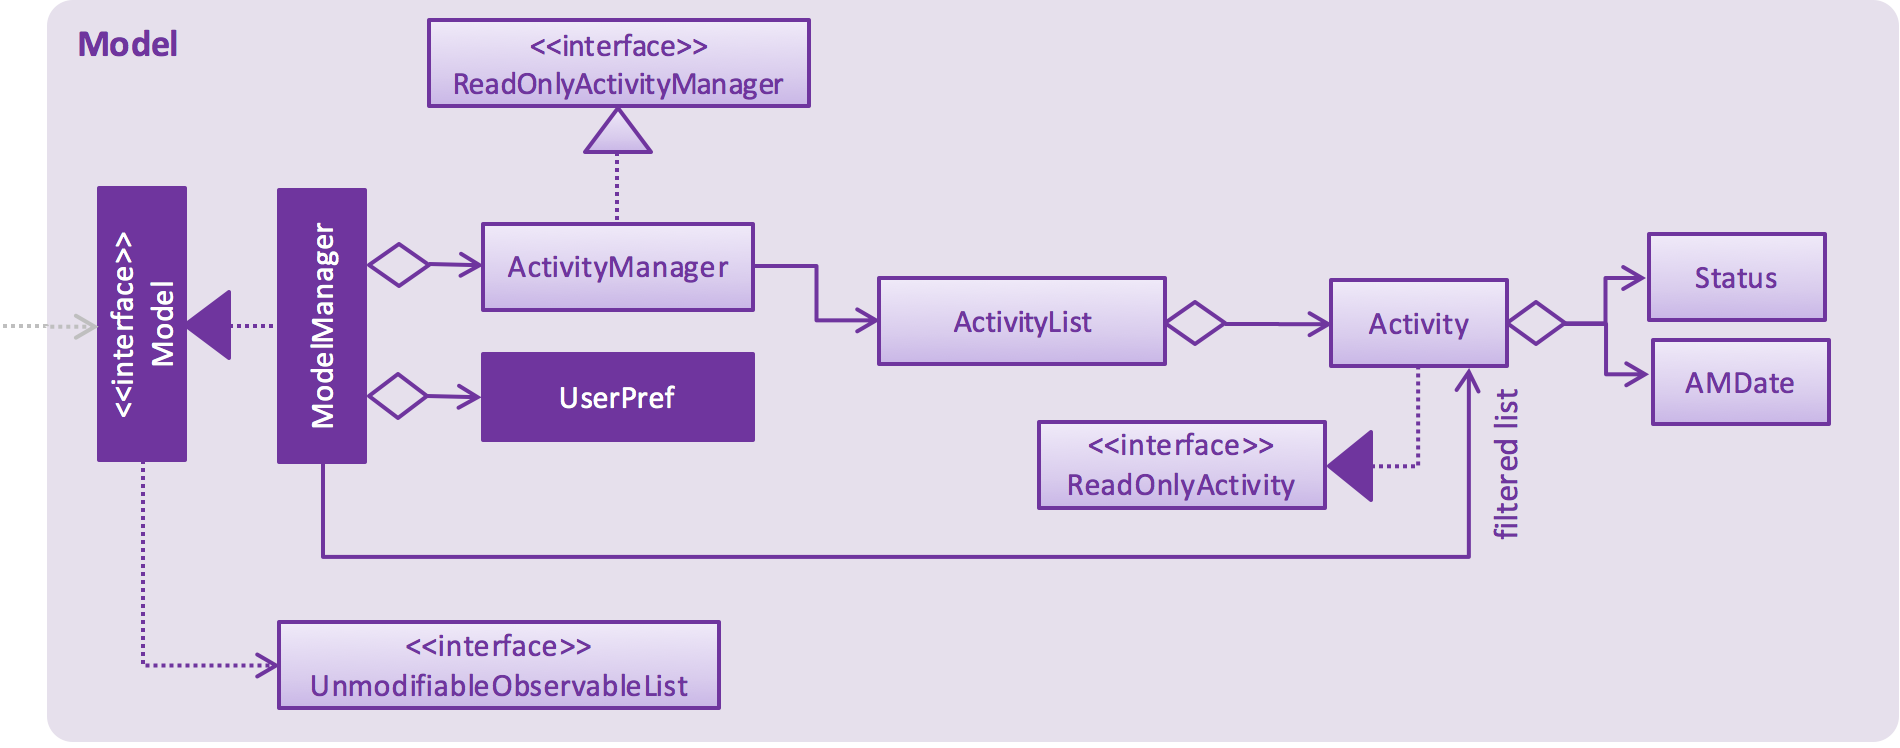 Model
<<interface>>
ReadOnlyActivityManager
<<interface>>
Model
ModelManager
ActivityManager
UserPref
ActivityList
Activity
Status
AMDate
<<interface>>
ReadOnlyActivity
filtered list
<<interface>>
UnmodifiableObservableList